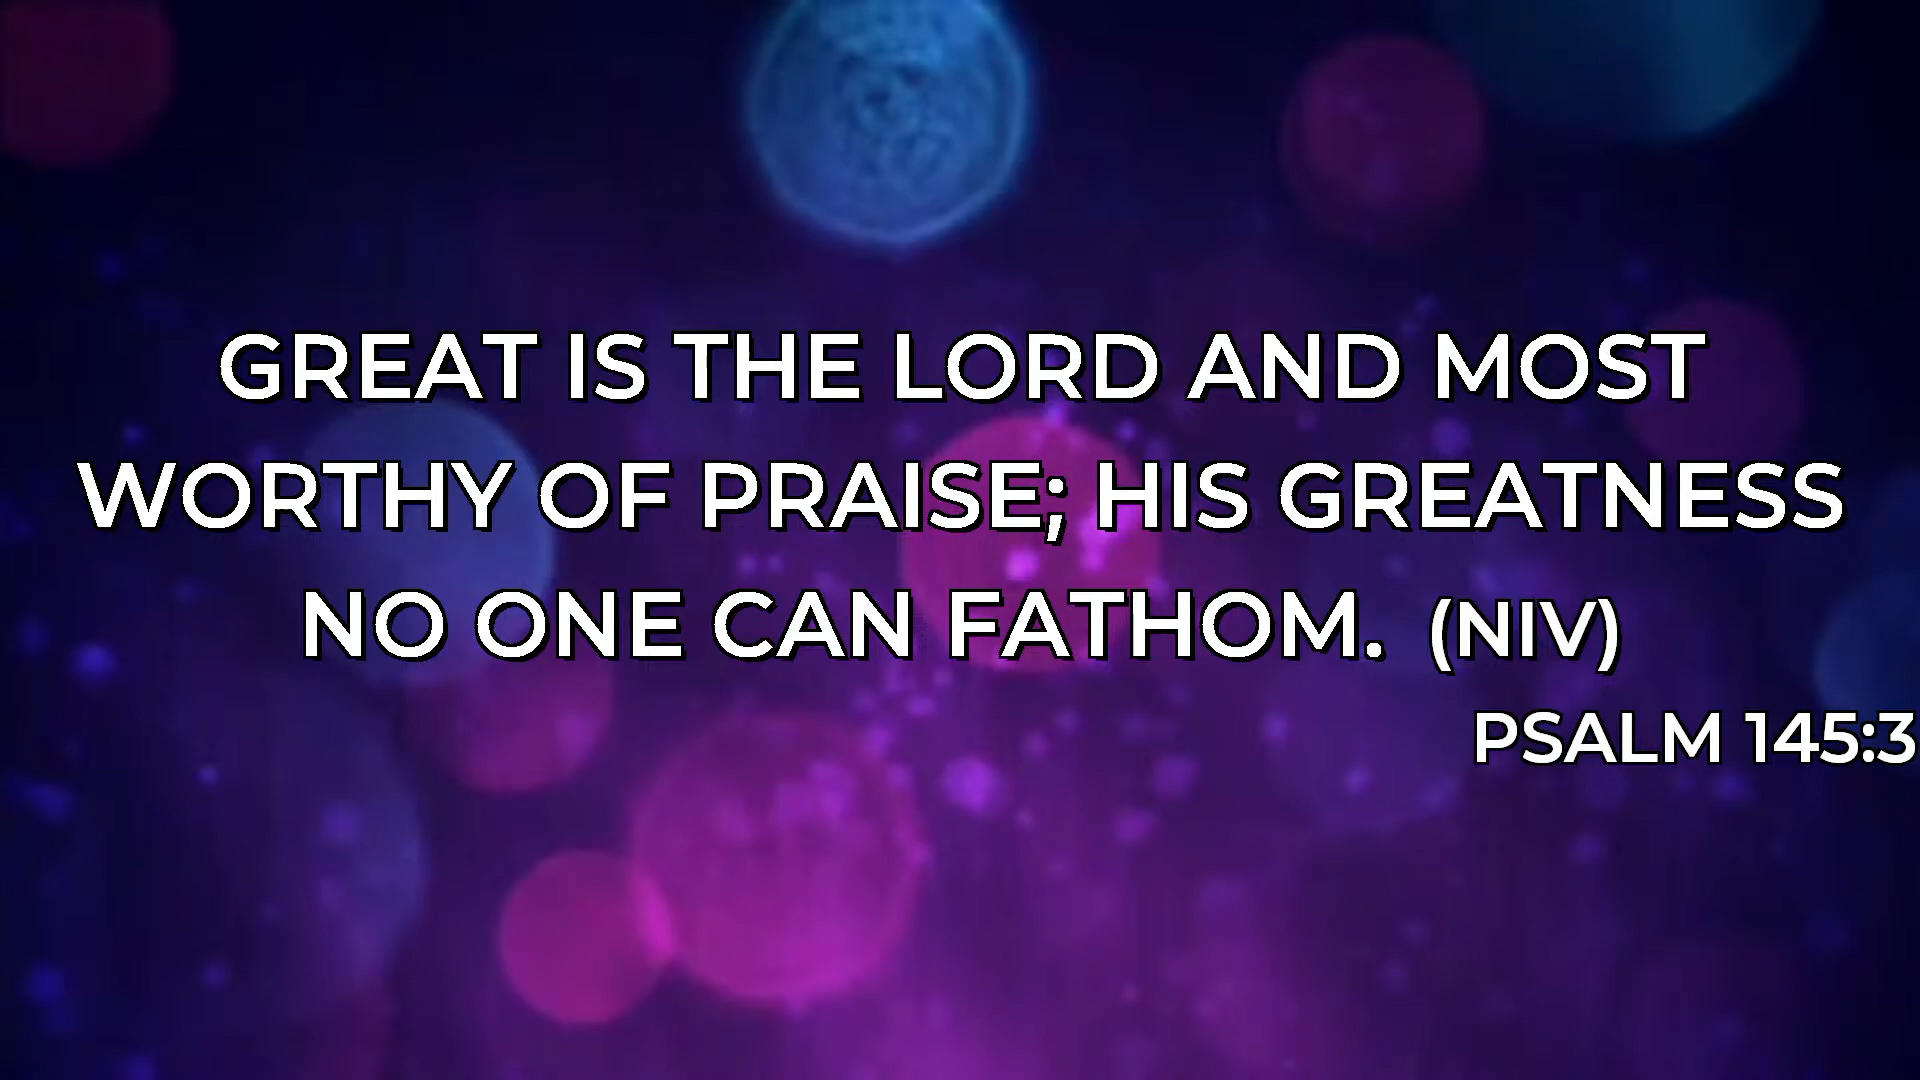 GREAT IS THE LORD AND MOST
WORTHY OF PRAISE; HIS GREATNESS
NO ONE CAN FATHOM. (NIV)
PSALM 145:3